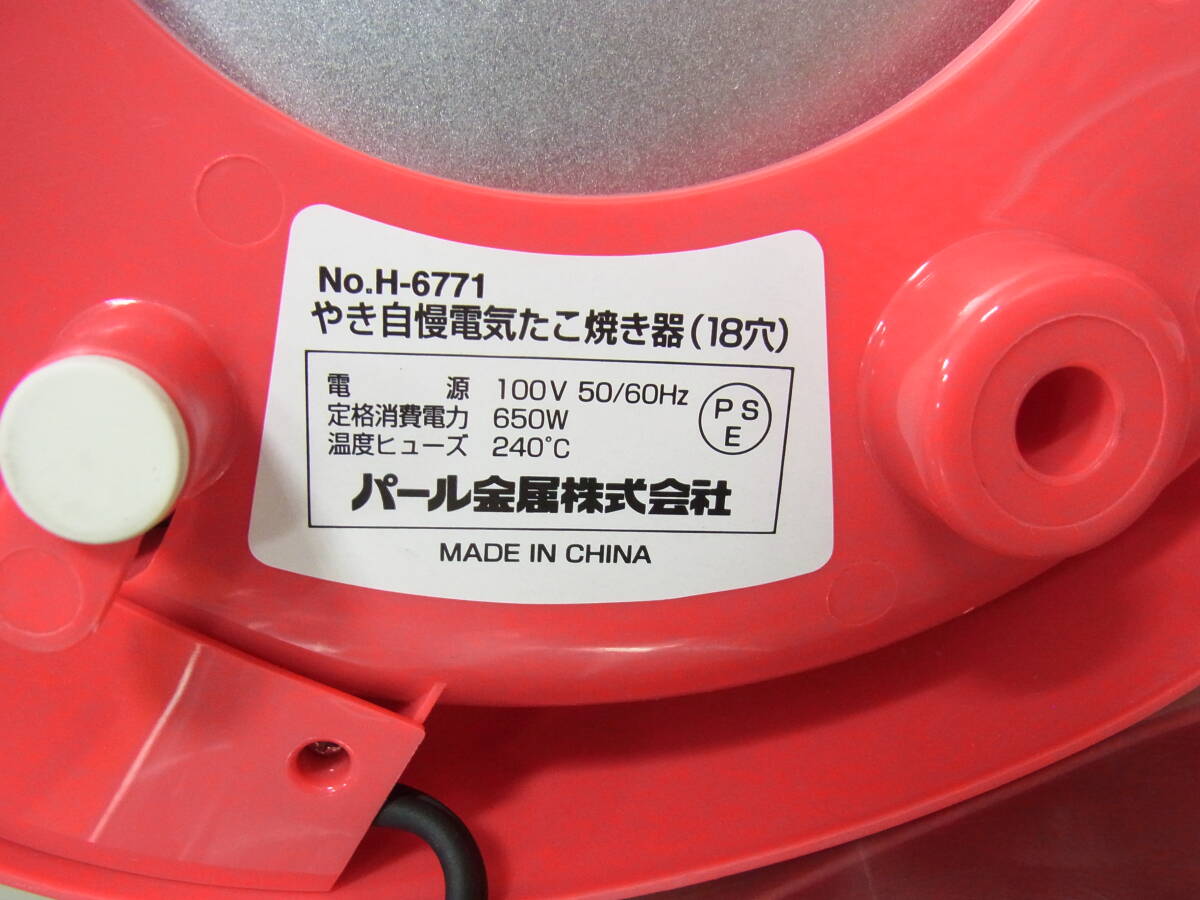 No.H-6771
やき自慢電気たこ焼き器(18穴)
電 源 100V 50/60Hz
定格消費電力 650W
温度ヒューズ 240°C
PS
E
パール金属株式会社
MADE IN CHINA